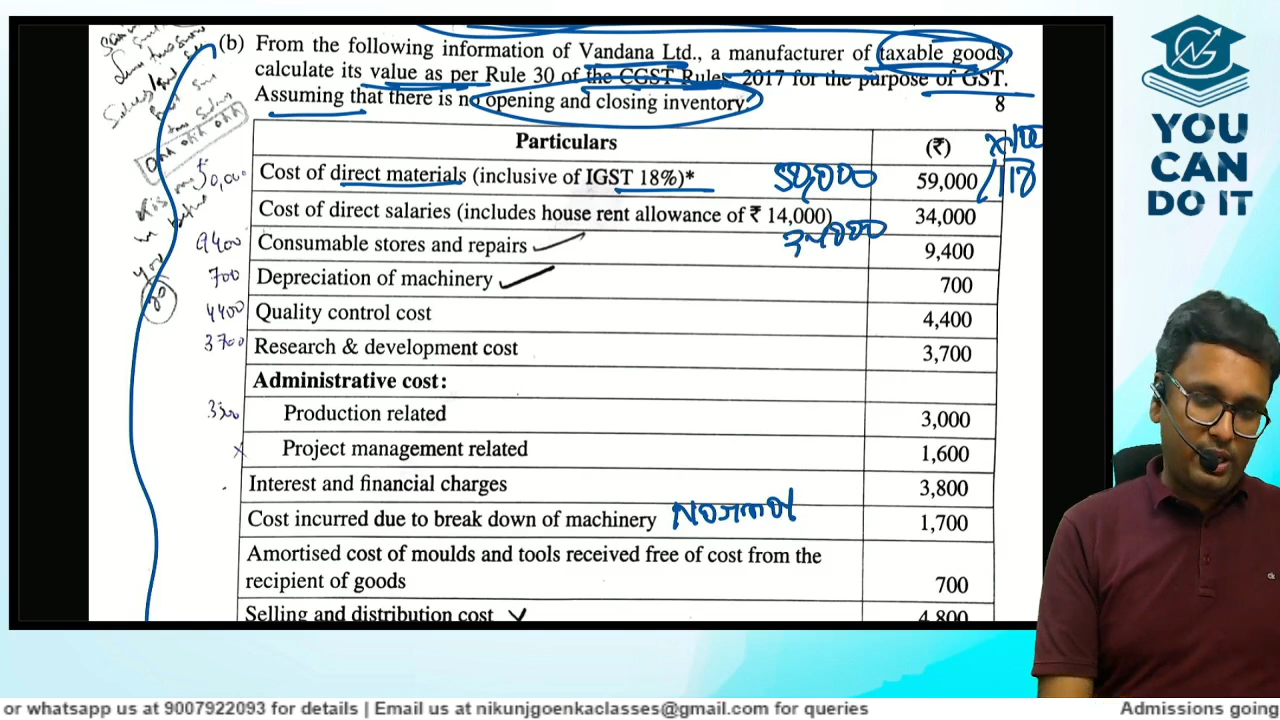 (b) From the following information of Vandana Ltd., a manufacturer of taxable goods,
calculate its value as per Rule 30 of the CGST Rules, 2017 for the purpose of GST.
Assuming that there is no opening and closing inventory. 8
Particulars (₹) x 100
Cost of direct materials (inclusive of IGST 18%)* 50,000 59,000 /118
50,000
Cost of direct salaries (includes house rent allowance of ₹ 14,000) 34,000
34000
9400 Consumable stores and repairs 9,400
700 Depreciation of machinery 700
4400 Quality control cost 4,400
3700 Research & development cost 3,700
Administrative cost:
Production related 3,000
x Project management related 1,600
Interest and financial charges 3,800
Cost incurred due to break down of machinery Normal 1,700
Amortised cost of moulds and tools received free of cost from the
recipient of goods 700
Selling and distribution cost 4,800
NG
YOU
CAN
DO IT
or whatsapp us at 9007922093 for details | Email us at nikunjgoenkaclasses@gmail.com for queries Admissions going